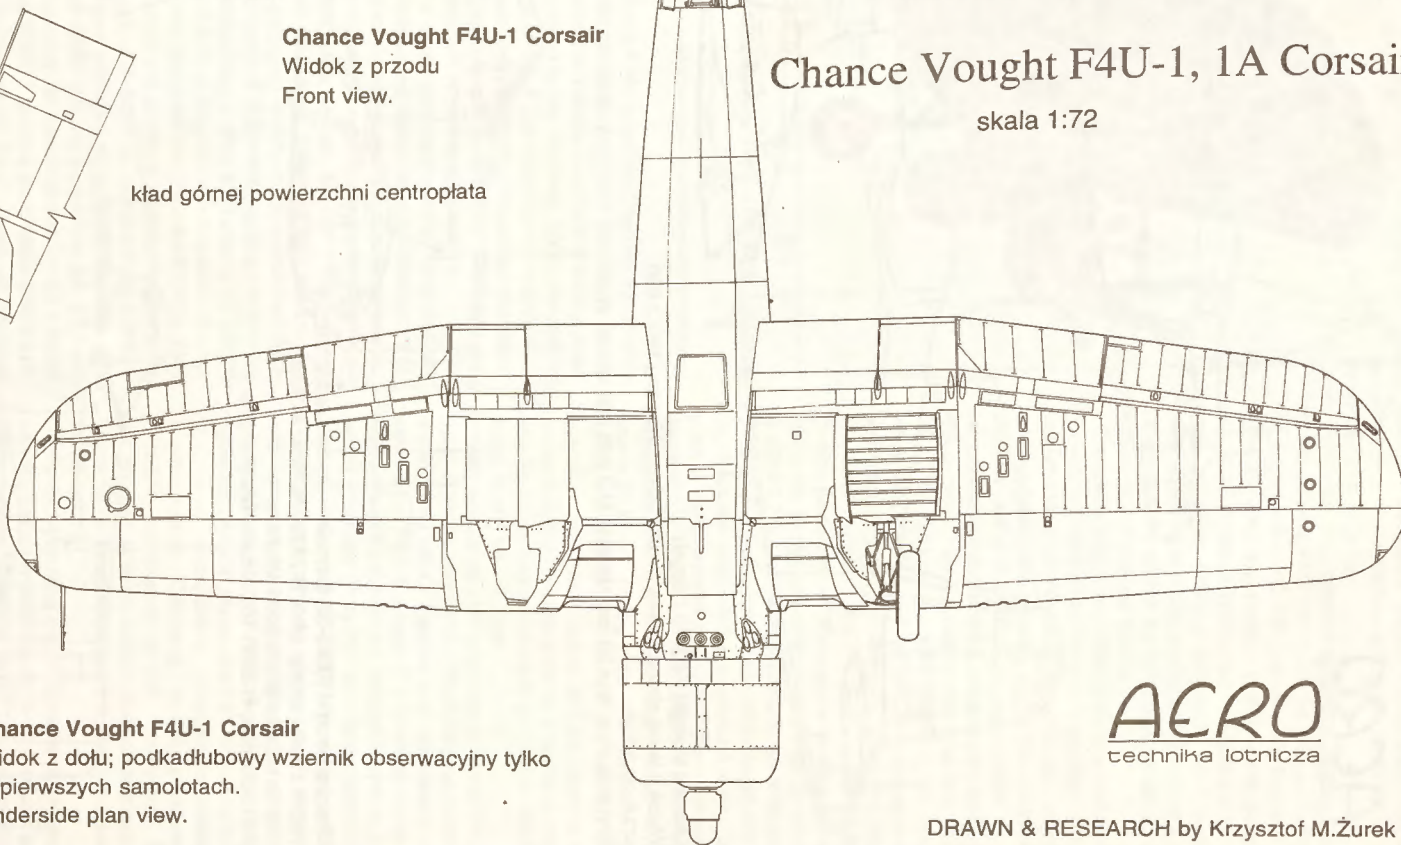 Chance Vought F4U-1 Corsair
Widok z przodu
Front view.
Chance Vought F4U-1, 1A Corsair
skala 1:72
kład górnej powierzchni centropłata
hance Vought F4U-1 Corsair
idok z dołu; podkadłubowy wziernik obserwacyjny tylko
pierwszych samolotach.
nderside plan view.
AERO
technika lotnicza
DRAWN & RESEARCH by Krzysztof M.Żurek